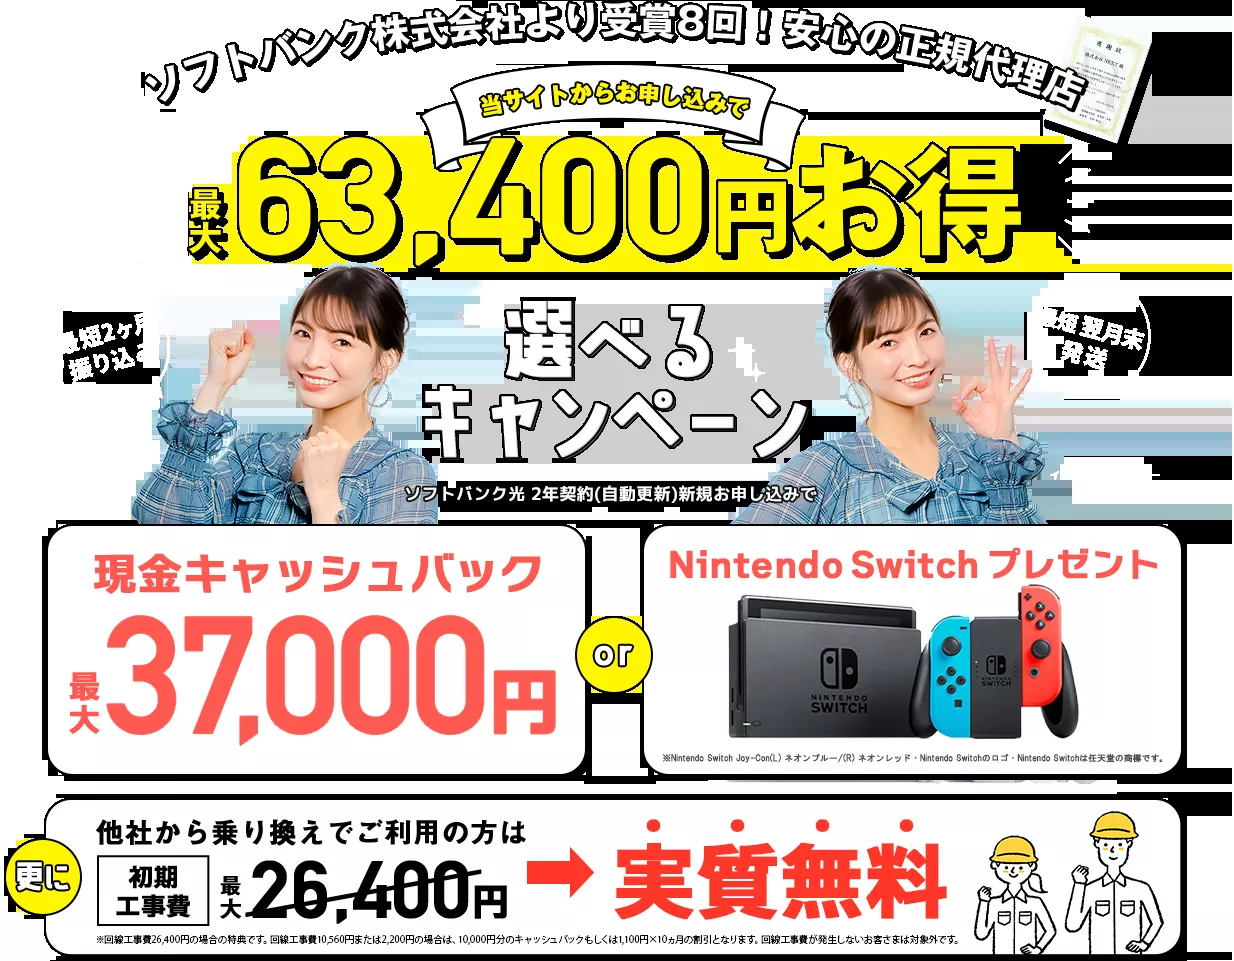 ソフトバンク株式会社より受賞8回！安心の正規代理店
感謝状
当サイトからお申し込みで
最大63,400円お得
最短2ヶ月
振り込み
選べる
キャンペーン
最短 翌月末
発送
ソフトバンク光 2年契約(自動更新)新規お申し込みで
現金キャッシュバック
最大37,000円
or
Nintendo Switch プレゼント
NINTENDO
SWITCH
NINTENDO
SWITCH
※Nintendo Switch Joy-Con(L) ネオンブルー/(R) ネオンレッド・Nintendo Switchのロゴ・Nintendo Switchは任天堂の商標です。
更に
他社から乗り換えでご利用の方は
初期
工事費
最大26,400円
実質無料
※回線工事費26,400円の場合の特典です。回線工事費10,560円または2,200円の場合は、10,000円分のキャッシュバックもしくは1,100円×10ヵ月の割引となります。回線工事費が発生しないお客さまは対象外です。